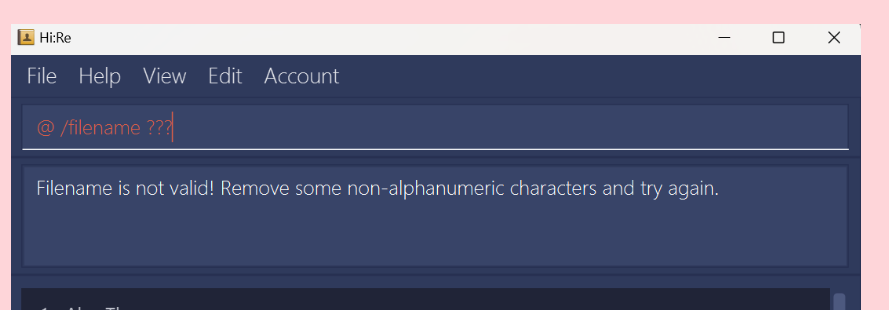 Hi:Re
File Help View Edit Account
@ /filename ???
Filename is not valid! Remove some non-alphanumeric characters and try again.